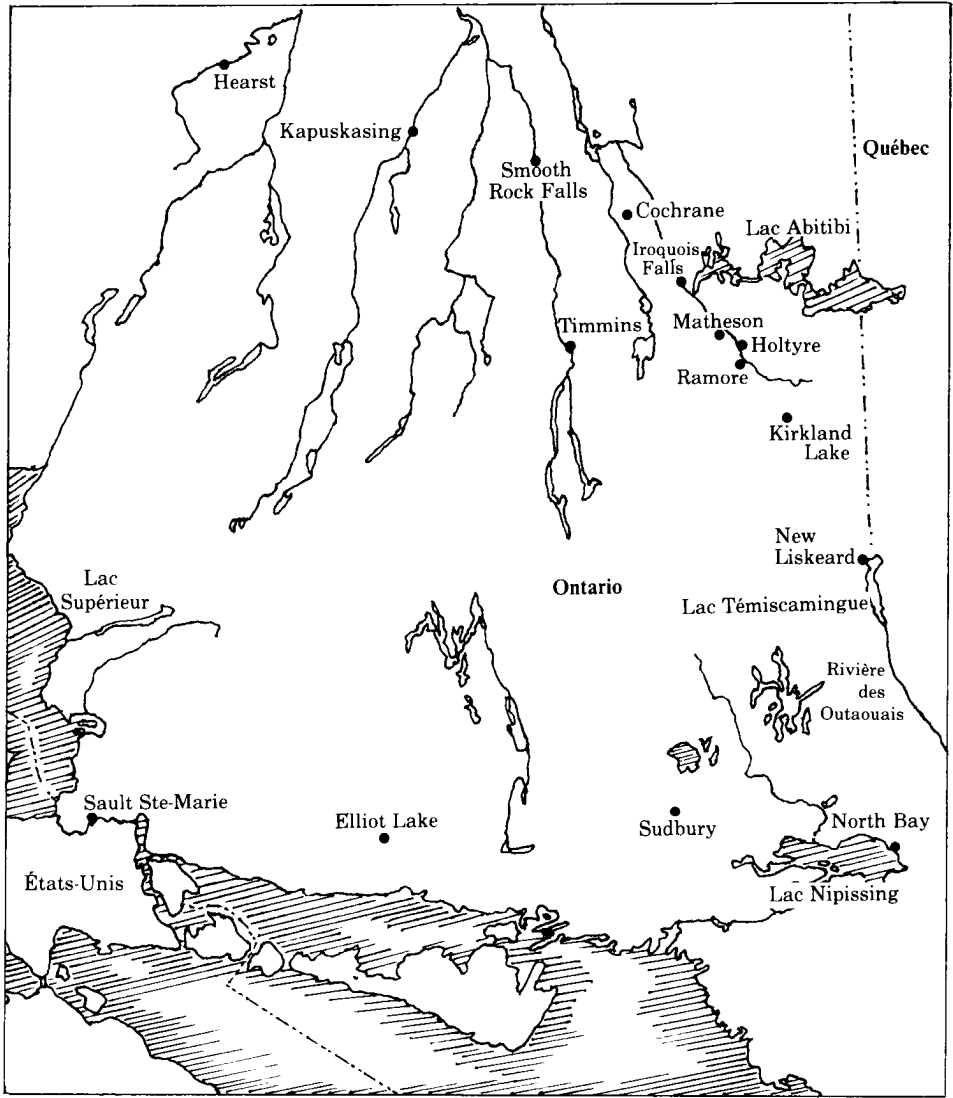 Hearst
Kapuskasing
Québec
Smooth
Rock Falls
Cochrane
Lac Abitibi
Iroquois
Falls
Timmins
Matheson
Holtyre
Ramore
Kirkland
Lake
New
Liskeard
Lac
Supérieur
Ontario
Lac Témiscamingue
Rivière
des
Outaouais
Sault Ste-Marie
Elliot Lake
Sudbury
North Bay
États-Unis
Lac Nipissing